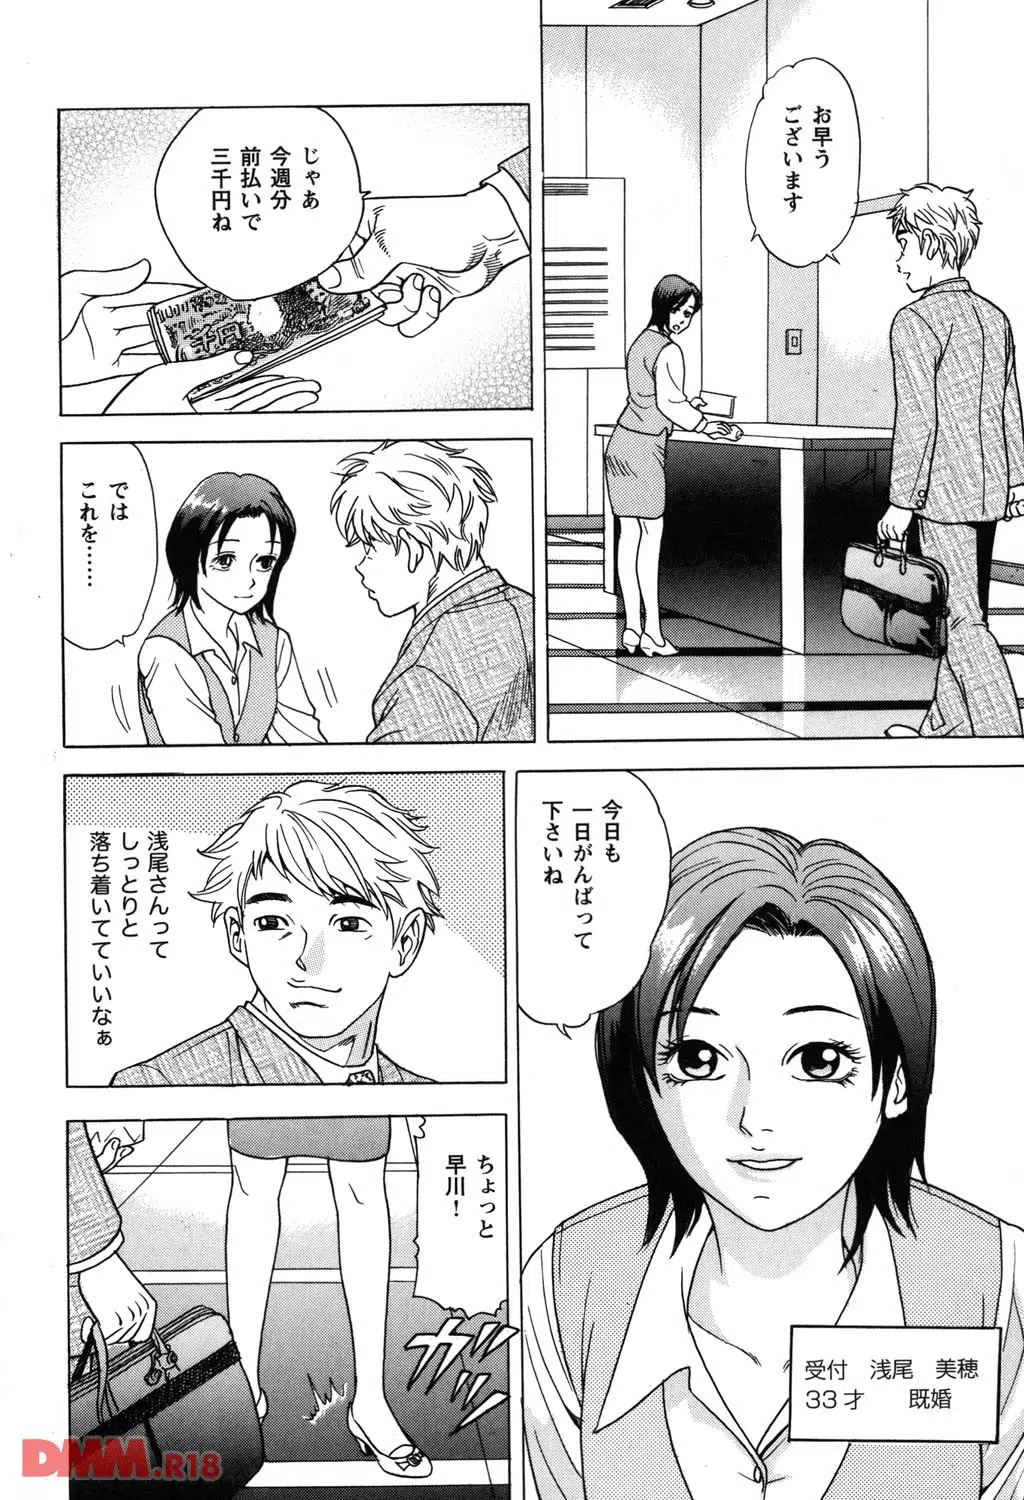 お早う
ございます
じゃあ
今週分
前払いで
三千円ね
千円
では
これを……
今日も
一日がんばって
下さいね
受付 浅尾 美穂
33才 既婚
浅尾さんって
しっとりと
落ち着いてていいなぁ
ちょっと
早川！
ガガ
DMM.R18